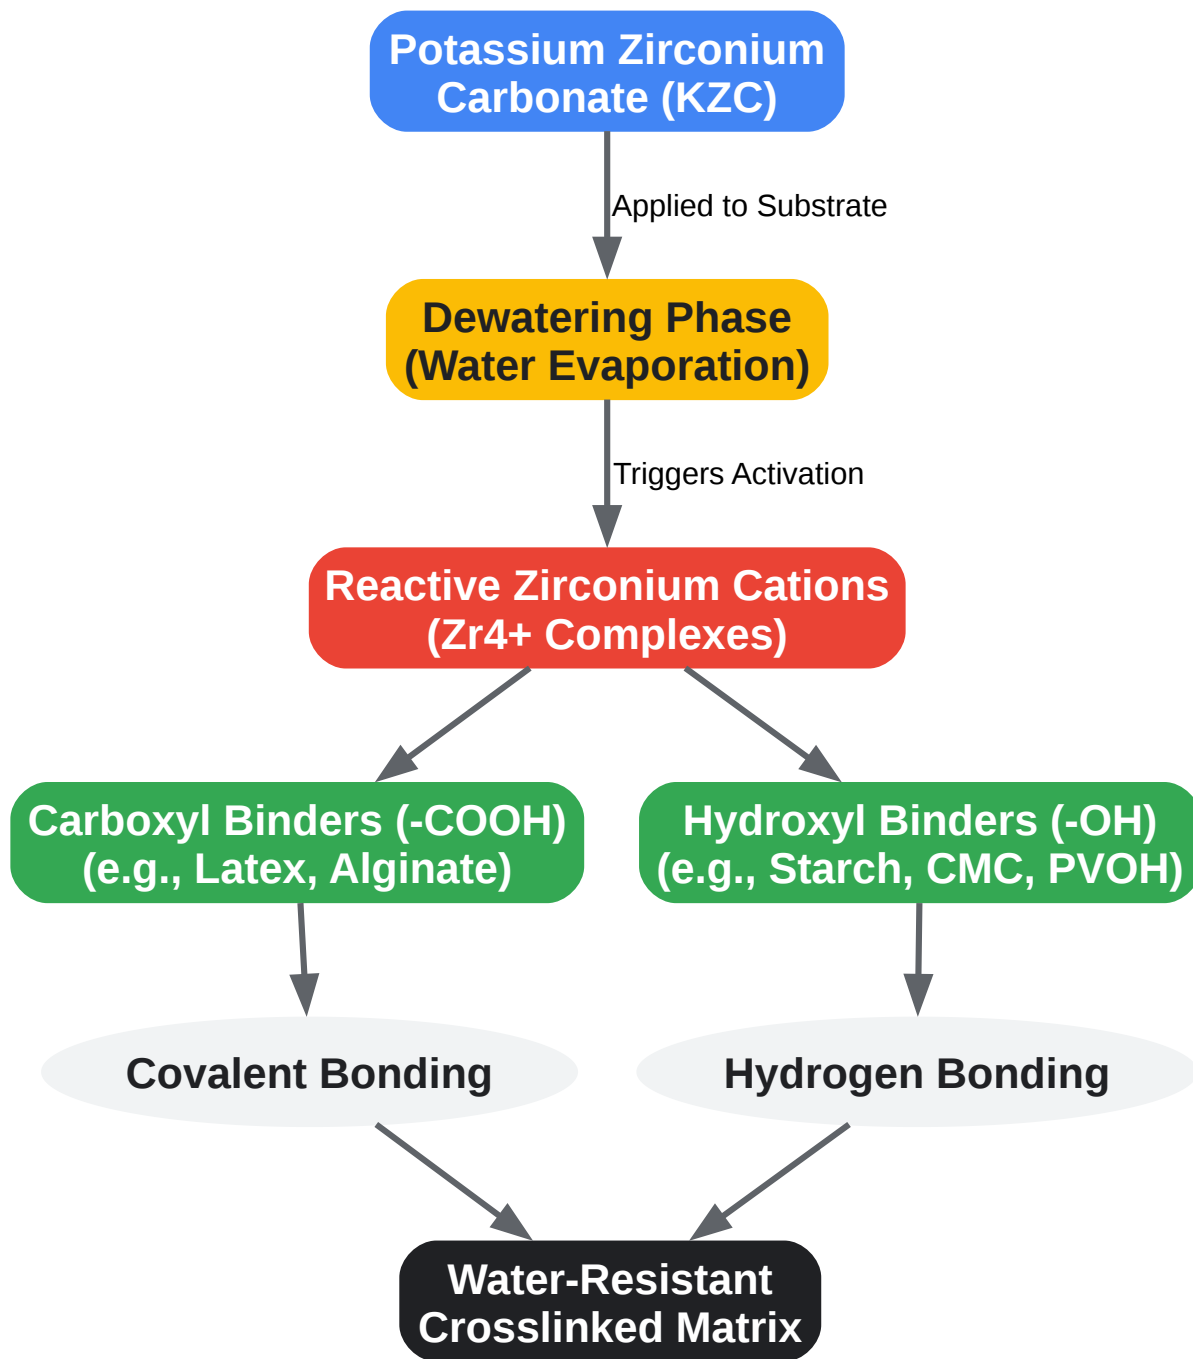 Potassium Zirconium
Carbonate (KZC)
Applied to Substrate
Dewatering Phase
(Water Evaporation)
Triggers Activation
Reactive Zirconium Cations
(Zr4+ Complexes)
Carboxyl Binders (-COOH)
(e.g., Latex, Alginate)
Hydroxyl Binders (-OH)
(e.g., Starch, CMC, PVOH)
Covalent Bonding
Hydrogen Bonding
Water-Resistant
Crosslinked Matrix